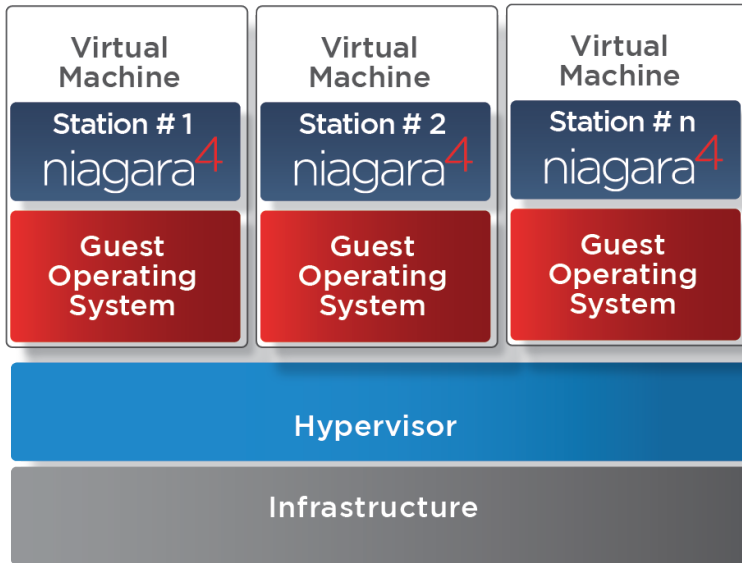 Virtual
Machine
Station # 1
niagara4
Guest
Operating
System
Virtual
Machine
Station # 2
niagara4
Guest
Operating
System
Virtual
Machine
Station # n
niagara4
Guest
Operating
System
Hypervisor
Infrastructure